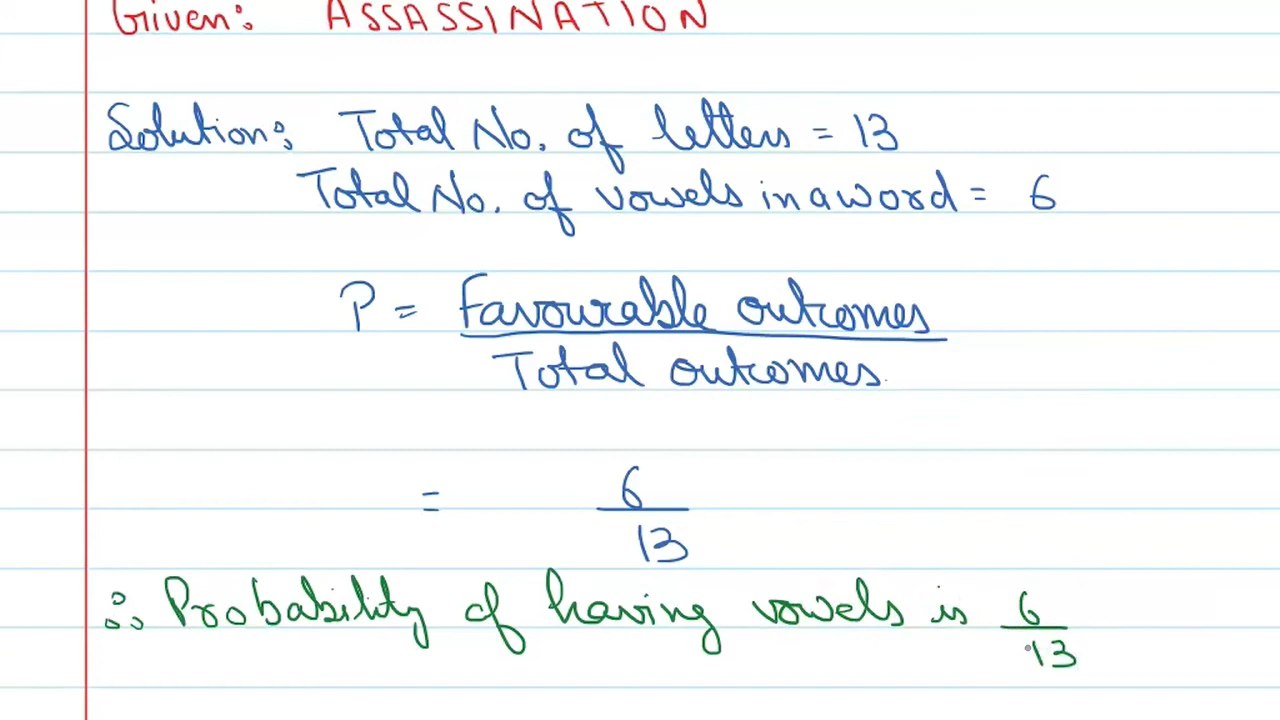 Given: ASSASSINATION
Solution: Total No. of letters = 13
Total No. of vowels in a word = 6
P = Favourable outcomes
Total outcomes
= 6
13
∴ Probability of having vowels is 6
13